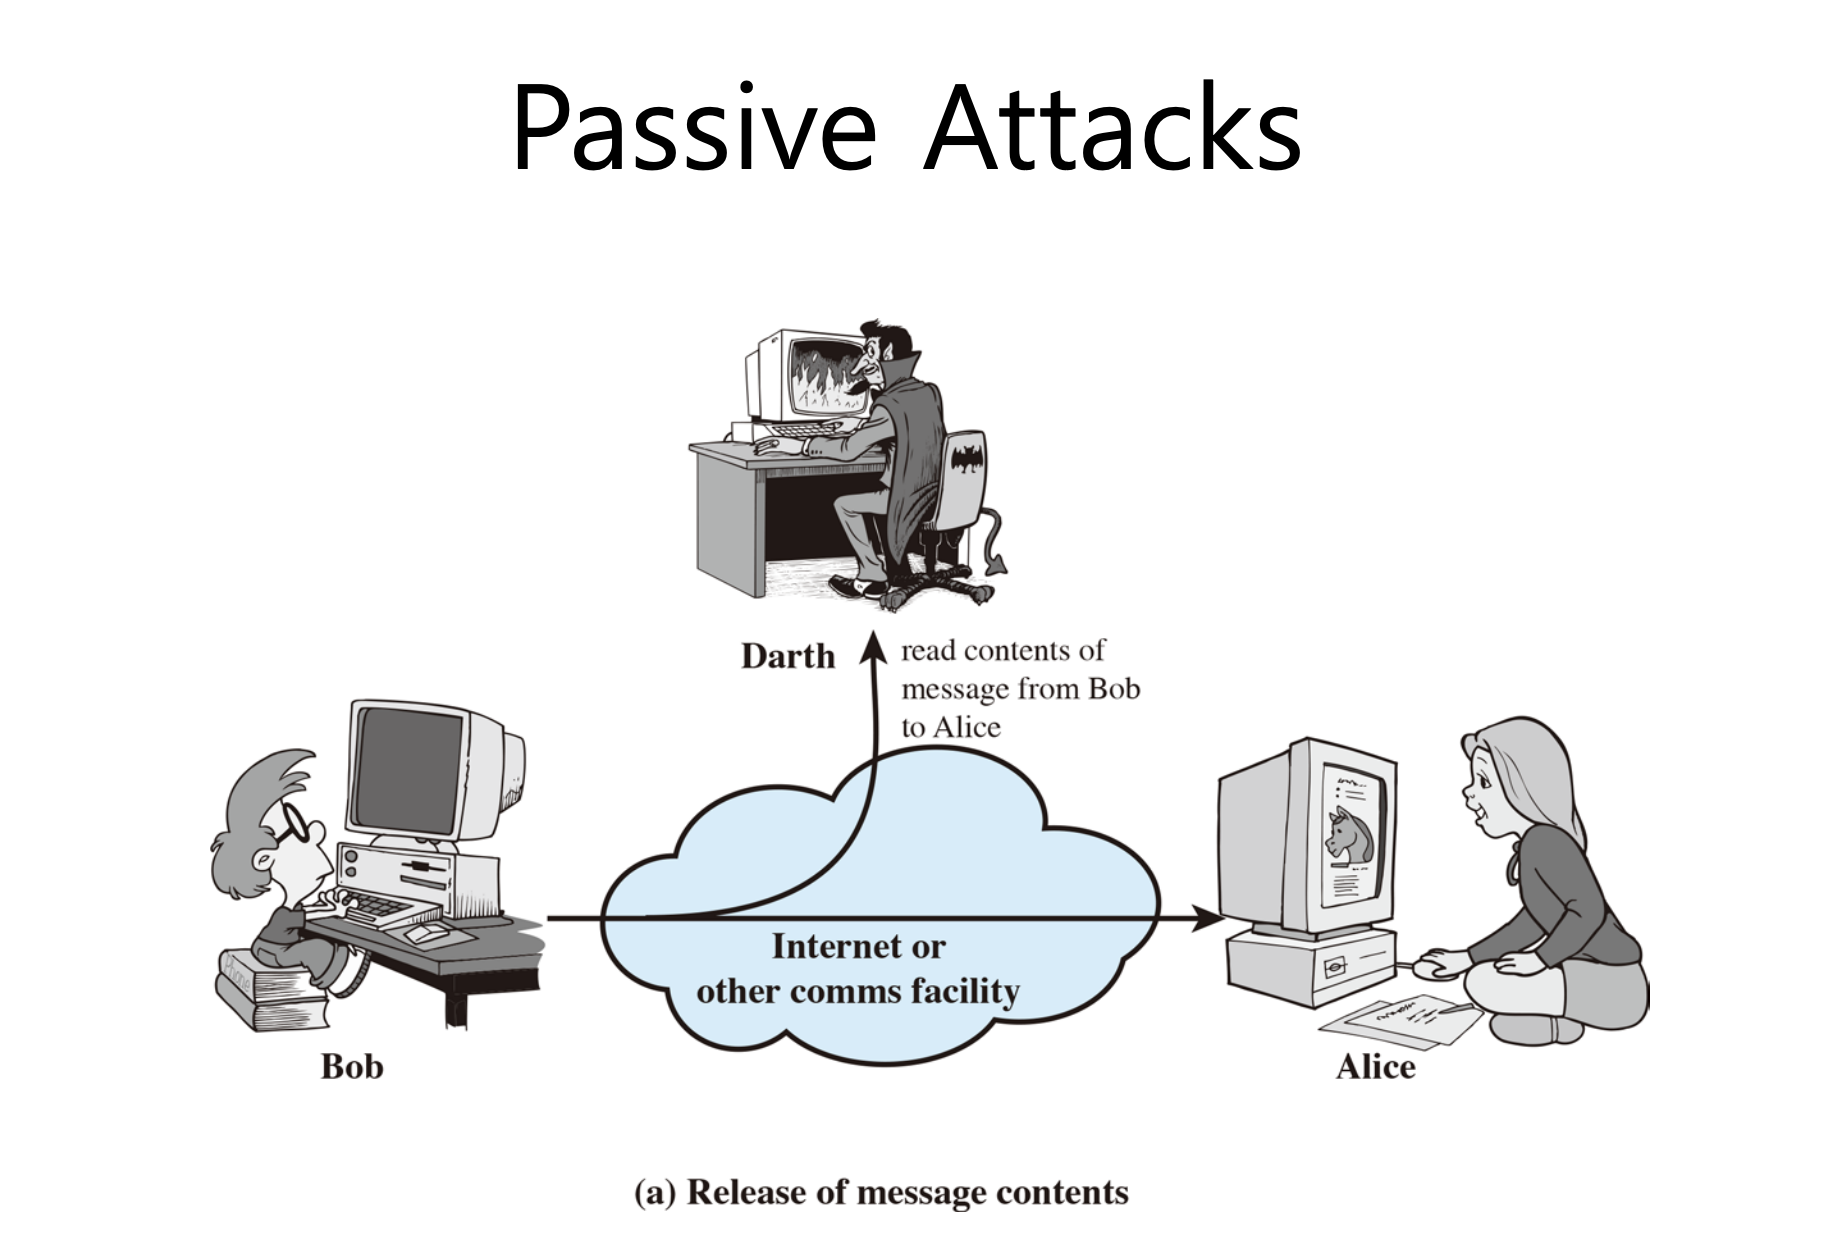 Passive Attacks
Darth
read contents of
message from Bob
to Alice
Internet or
other comms facility
Phone
Bob
Alice
(a) Release of message contents